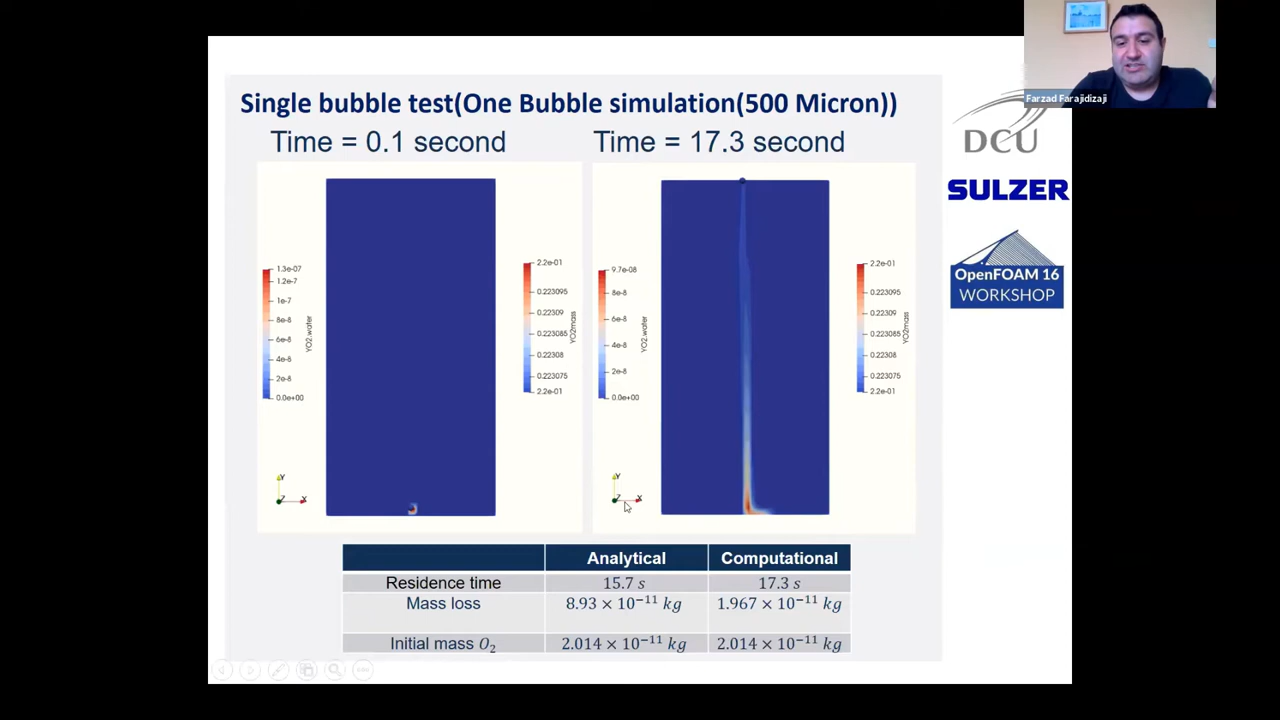 Farzad Farajidizaji
Single bubble test(One Bubble simulation(500 Micron))
Time = 0.1 second
Time = 17.3 second
DCU
SULZER
OpenFOAM 16
WORKSHOP
1.3e-07
1.2e-7
1e-7
8e-8
6e-8
4e-8
2e-8
0.0e+00
YO2.water
2.2e-01
0.223095
0.22309
0.223085
0.22308
0.223075
2.2e-01
YO2mass
Y
Z
X
9.7e-08
8e-8
6e-8
4e-8
2e-8
0.0e+00
YO2.water
2.2e-01
0.223095
0.22309
0.223085
0.22308
0.223075
2.2e-01
YO2mass
Y
Z
X
Analytical Computational
Residence time 15.7 s 17.3 s
Mass loss 8.93 × 10⁻¹¹ kg 1.967 × 10⁻¹¹ kg
Initial mass O₂ 2.014 × 10⁻¹¹ kg 2.014 × 10⁻¹¹ kg